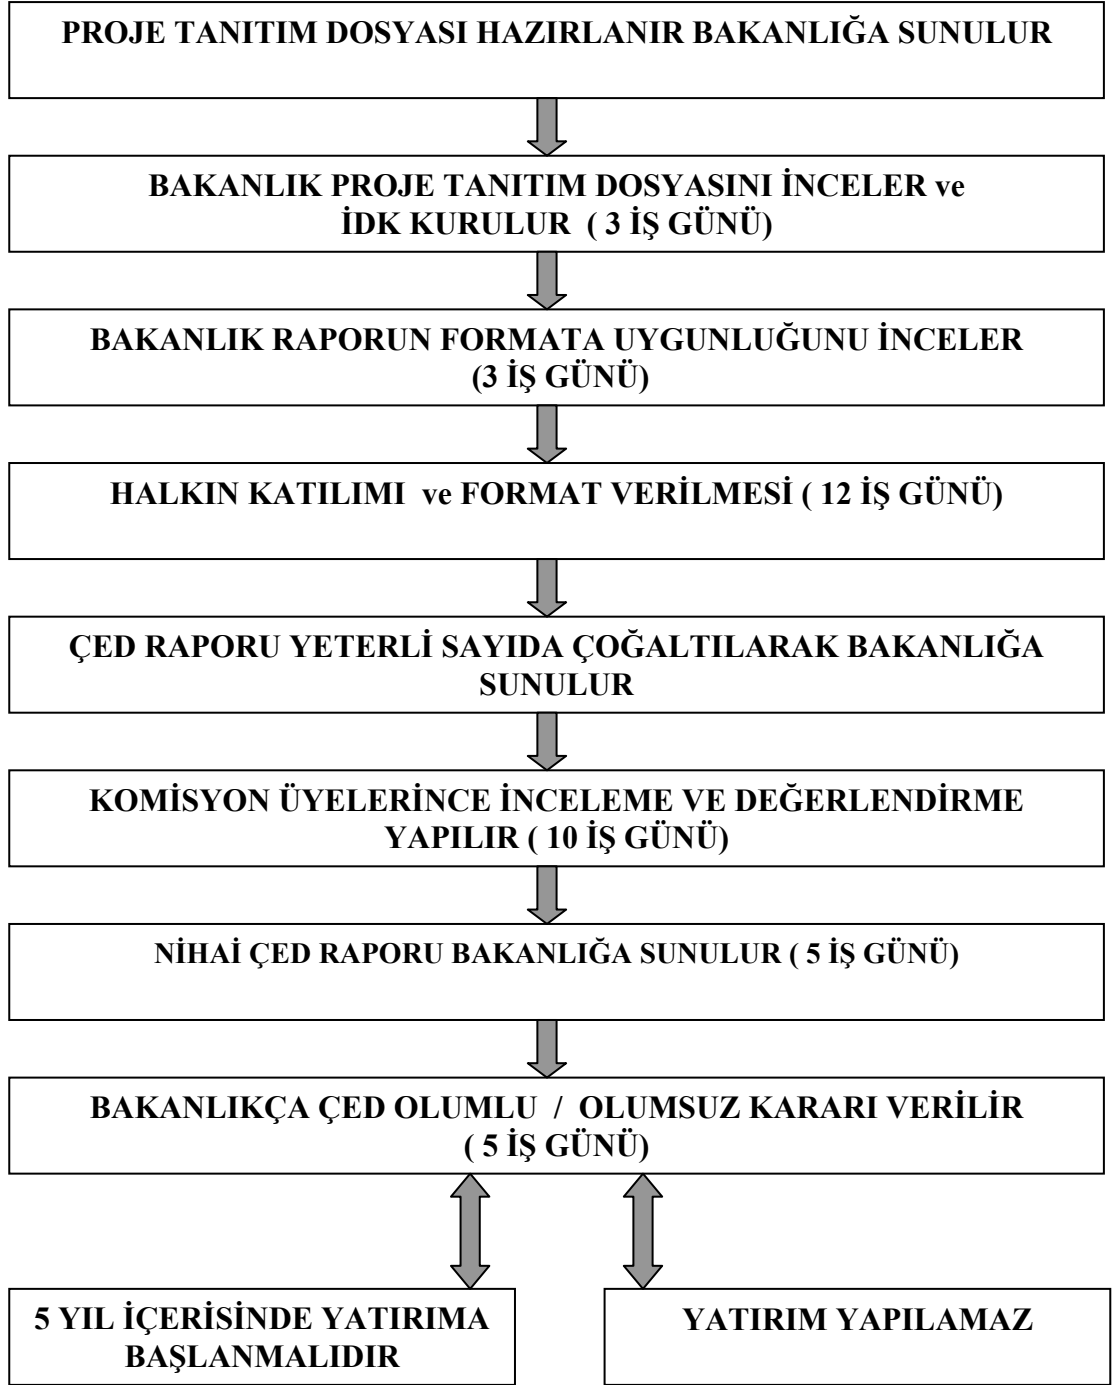 PROJE TANITIM DOSYASI HAZIRLANIR BAKANLIĞA SUNULUR
BAKANLIK PROJE TANITIM DOSYASINI İNCELER ve
İDK KURULUR ( 3 İŞ GÜNÜ)
BAKANLIK RAPORUN FORMATA UYGUNLUĞUNU İNCELER
(3 İŞ GÜNÜ)
HALKIN KATILIMI ve FORMAT VERİLMESİ ( 12 İŞ GÜNÜ)
ÇED RAPORU YETERLİ SAYIDA ÇOĞALTILARAK BAKANLIĞA
SUNULUR
KOMİSYON ÜYELERİNCE İNCELEME VE DEĞERLENDİRME
YAPILIR ( 10 İŞ GÜNÜ)
NİHAİ ÇED RAPORU BAKANLIĞA SUNULUR ( 5 İŞ GÜNÜ)
BAKANLIKÇA ÇED OLUMLU / OLUMSUZ KARARI VERİLİR
( 5 İŞ GÜNÜ)
5 YIL İÇERİSİNDE YATIRIMA
BAŞLANMALIDIR
YATIRIM YAPILAMAZ